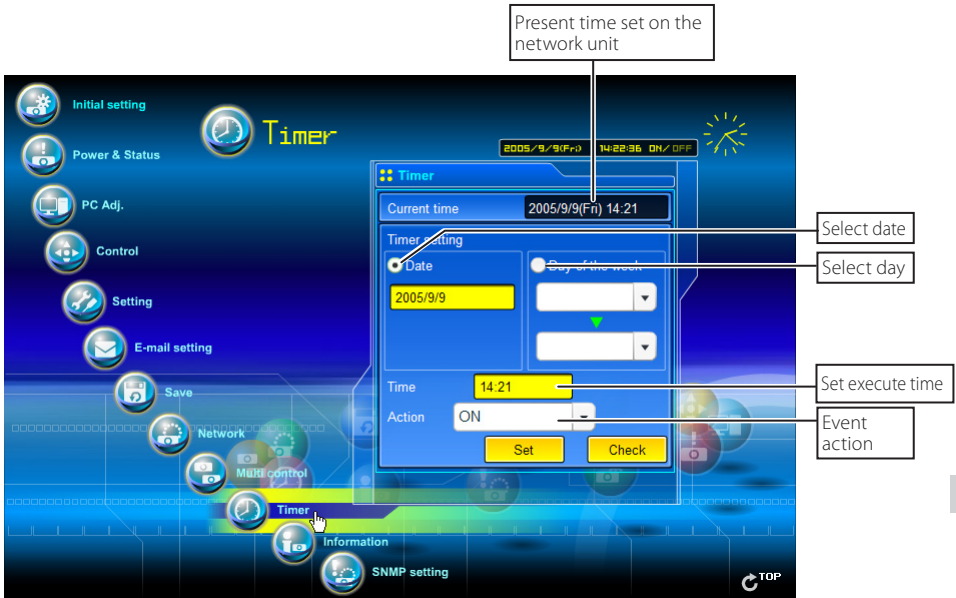 Present time set on the
network unit
Initial setting
Timer
Power & Status
2005/9/9(Fri) 14:22:36 ON/OFF
Timer
PC Adj.
Current time
2005/9/9(Fri) 14:21
Select date
Timer setting
Control
Date
Day of the week
Select day
2005/9/9
Setting
E-mail setting
Time
14:21
Set execute time
Save
Action
ON
Event
action
Network
Set
Check
Multi control
Timer
Information
SNMP setting
TOP